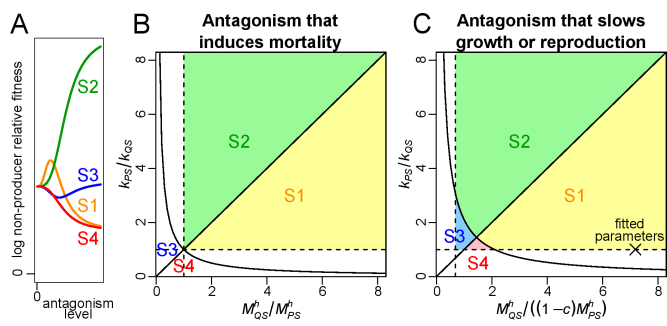 A
log non-producer relative fitness
0
S2
S3
S1
S4
0
antagonism
level
B
Antagonism that
induces mortality
k_PS/k_QS
8
6
4
2
0
S2
S1
S3
S4
0 2 4 6 8
M^h_QS/M^h_PS
C
Antagonism that slows
growth or reproduction
k_PS/k_QS
8
6
4
2
0
S2
S1
S3
S4
fitted
parameters
0 2 4 6 8
M^h_QS/((1−c)M^h_PS)